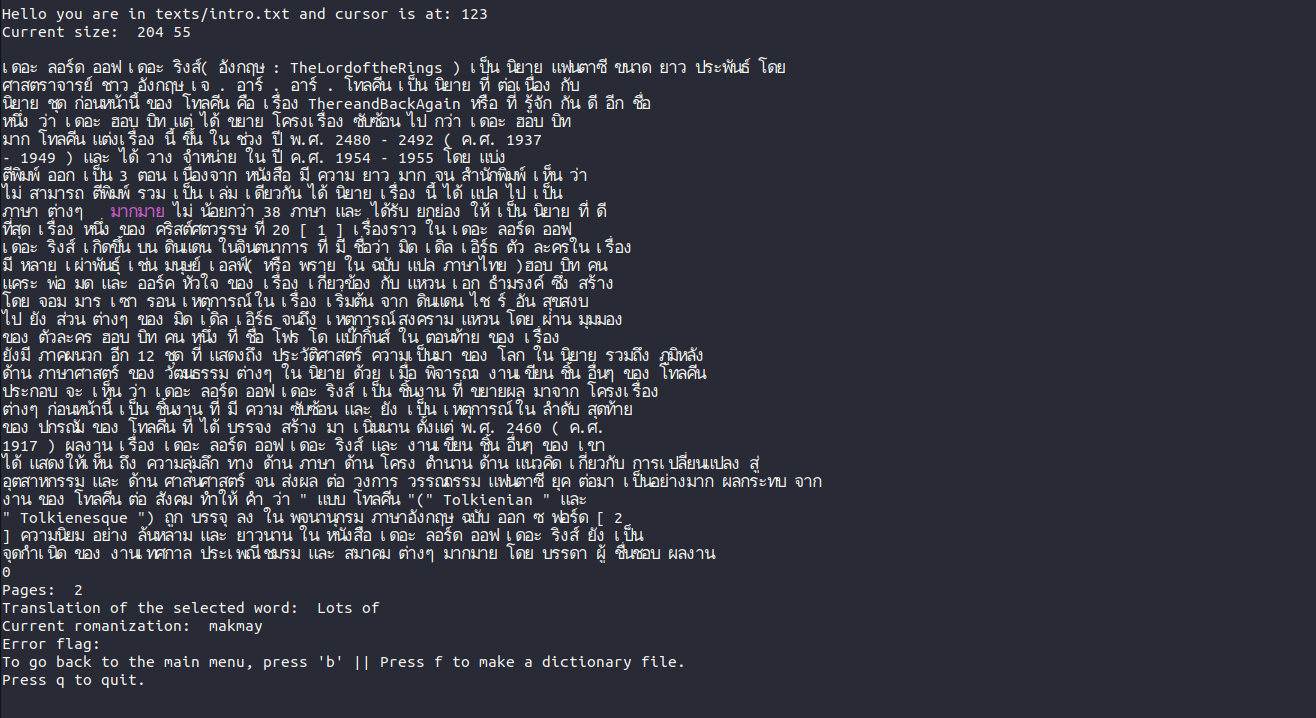 Hello you are in texts/intro.txt and cursor is at: 123
Current size:  204 55
เดอะ ลอร์ด ออฟ เดอะ ริงส์( อังกฤษ : TheLordoftheRings ) เป็น นิยาย แฟนตาซี ขนาด ยาว ประพันธ์ โดย
ศาสตราจารย์ ชาว อังกฤษ เจ . อาร์ . อาร์ . โทลคีน เป็น นิยาย ที่ ต่อเนื่อง กับ
นิยาย ชุด ก่อนหน้านี้ ของ โทลคีน คือ เรื่อง ThereandBackAgain หรือ ที่ รู้จัก กัน ดี อีก ชื่อ
หนึ่ง ว่า เดอะ ฮอบ บิท แต่ ได้ ขยาย โครงเรื่อง ซับซ้อน ไป กว่า เดอะ ฮอบ บิท
มาก โทลคีน แต่งเรื่อง นี้ ขึ้น ใน ช่วง ปี พ.ศ. 2480 - 2492 ( ค.ศ. 1937
- 1949 ) และ ได้ วาง จำหน่าย ใน ปี ค.ศ. 1954 - 1955 โดย แบ่ง
ตีพิมพ์ ออก เป็น 3 ตอน เนื่องจาก หนังสือ มี ความ ยาว มาก จน สำนักพิมพ์ เห็น ว่า
ไม่ สามารถ ตีพิมพ์ รวม เป็น เล่ม เดียวกัน ได้ นิยาย เรื่อง นี้ ได้ แปล ไป เป็น
ภาษา ต่างๆ   มากมาย ไม่ น้อยกว่า 38 ภาษา และ ได้รับ ยกย่อง ให้ เป็น นิยาย ที่ ดี
ที่สุด เรื่อง หนึ่ง ของ คริสต์ศตวรรษ ที่ 20 [ 1 ] เรื่องราว ใน เดอะ ลอร์ด ออฟ
เดอะ ริงส์ เกิดขึ้น บน ดินแดน ในจินตนาการ ที่ มี ชื่อว่า มิด เดิล เอิร์ธ ตัว ละครใน เรื่อง
มี หลาย เผ่าพันธุ์ เช่น มนุษย์ เอลฟ์( หรือ พราย ใน ฉบับ แปล ภาษาไทย )ฮอบ บิท คน
แคระ พ่อ มด และ ออร์ค หัวใจ ของ เรื่อง เกี่ยวข้อง กับ แหวน เอก ธำมรงค์ ซึ่ง สร้าง
โดย จอม มาร เซา รอน เหตุการณ์ ใน เรื่อง เริ่มต้น จาก ดินแดน ไช ร์ อัน สุขสงบ
ไป ยัง ส่วน ต่างๆ ของ มิด เดิล เอิร์ธ จนถึง เหตุการณ์ สงคราม แหวน โดย ผ่าน มุมมอง
ของ ตัวละคร ฮอบ บิท คน หนึ่ง ที่ ชื่อ โฟร โด แบ๊กกิ้นส์ ใน ตอนท้าย ของ เรื่อง
ยังมี ภาคผนวก อีก 12 ชุด ที่ แสดงถึง ประวัติศาสตร์ ความเป็นมา ของ โลก ใน นิยาย รวมถึง ภูมิหลัง
ด้าน ภาษาศาสตร์ ของ วัฒนธรรม ต่างๆ ใน นิยาย ด้วย เมื่อ พิจารณา งานเขียน ชิ้น อื่นๆ ของ โทลคีน
ประกอบ จะ เห็น ว่า เดอะ ลอร์ด ออฟ เดอะ ริงส์ เป็น ชิ้นงาน ที่ ขยายผล มาจาก โครงเรื่อง
ต่างๆ ก่อนหน้านี้ เป็น ชิ้นงาน ที่ มี ความ ซับซ้อน และ ยัง เป็น เหตุการณ์ ใน ลำดับ สุดท้าย
ของ ปกรณัม ของ โทลคีน ที่ ได้ บรรจง สร้าง มา เนิ่นนาน ตั้งแต่ พ.ศ. 2460 ( ค.ศ.
1917 ) ผลงาน เรื่อง เดอะ ลอร์ด ออฟ เดอะ ริงส์ และ งานเขียน ชิ้น อื่นๆ ของ เขา
ได้ แสดงให้เห็น ถึง ความลุ่มลึก ทาง ด้าน ภาษา ด้าน โครง ตำนาน ด้าน แนวคิด เกี่ยวกับ การเปลี่ยนแปลง สู่
อุตสาหกรรม และ ด้าน ศาสนศาสตร์ จน ส่งผล ต่อ วงการ วรรณกรรม แฟนตาซี ยุค ต่อมา เป็นอย่างมาก ผลกระทบ จาก
งาน ของ โทลคีน ต่อ สังคม ทำให้ คำ ว่า " แบบ โทลคีน "(" Tolkienian " และ
" Tolkienesque ") ถูก บรรจุ ลง ใน พจนานุกรม ภาษาอังกฤษ ฉบับ ออก ซ ฟอร์ด [ 2
] ความนิยม อย่าง ล้นหลาม และ ยาวนาน ใน หนังสือ เดอะ ลอร์ด ออฟ เดอะ ริงส์ ยัง เป็น
จุดกำเนิด ของ งานเทศกาล ประเพณี ชมรม และ สมาคม ต่างๆ มากมาย โดย บรรดา ผู้ ชื่นชอบ ผลงาน
0
Pages:  2
Translation of the selected word:  Lots of
Current romanization:  makmay
Error flag:
To go back to the main menu, press 'b' || Press f to make a dictionary file.
Press q to quit.